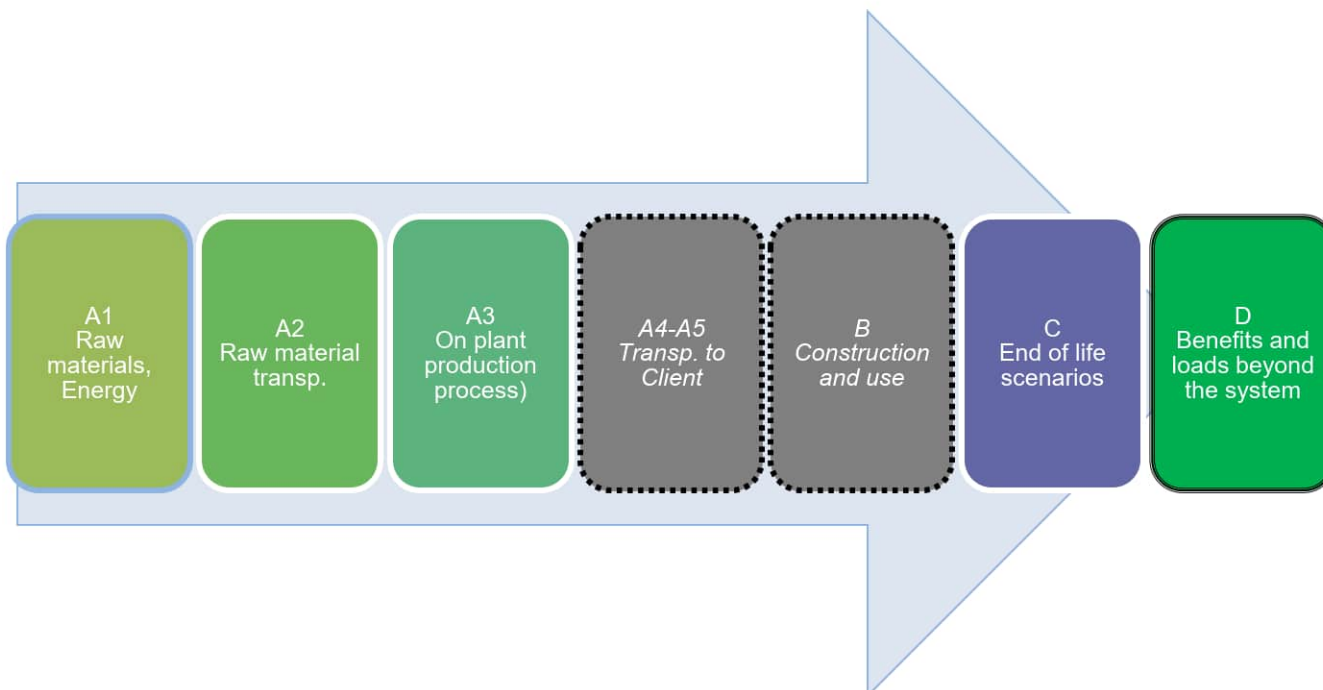 A1
Raw
materials,
Energy
A2
Raw material
transp.
A3
On plant
production
process)
A4-A5
Transp. to
Client
B
Construction
and use
C
End of life
scenarios
D
Benefits and
loads beyond
the system